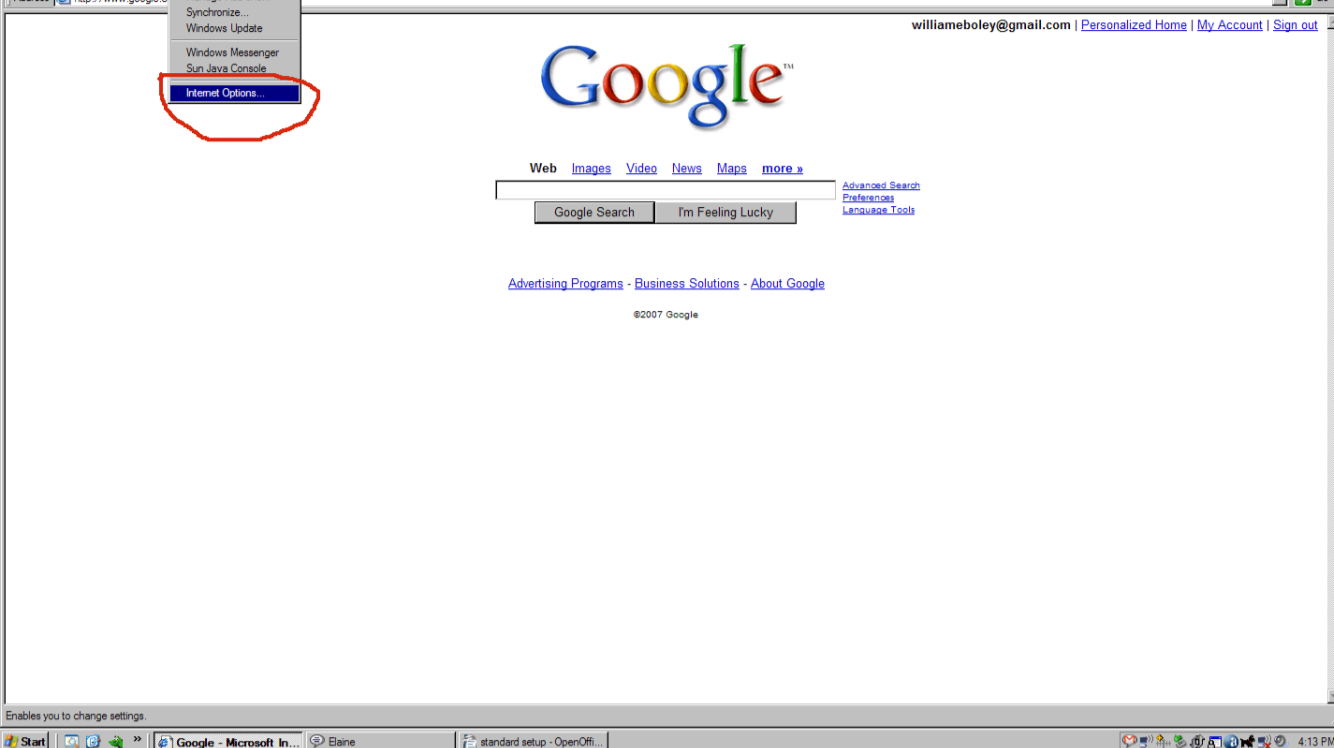 Synchronize...
Windows Update
Windows Messenger
Sun Java Console
Internet Options...
williameboley@gmail.com | Personalized Home | My Account | Sign out
Google™
Web Images Video News Maps more »
Advanced Search
Preferences
Language Tools
Google Search I'm Feeling Lucky
Advertising Programs - Business Solutions - About Google
©2007 Google
Enables you to change settings.
Start » Google - Microsoft In... Elaine standard setup - OpenOffi... 4:13 PM